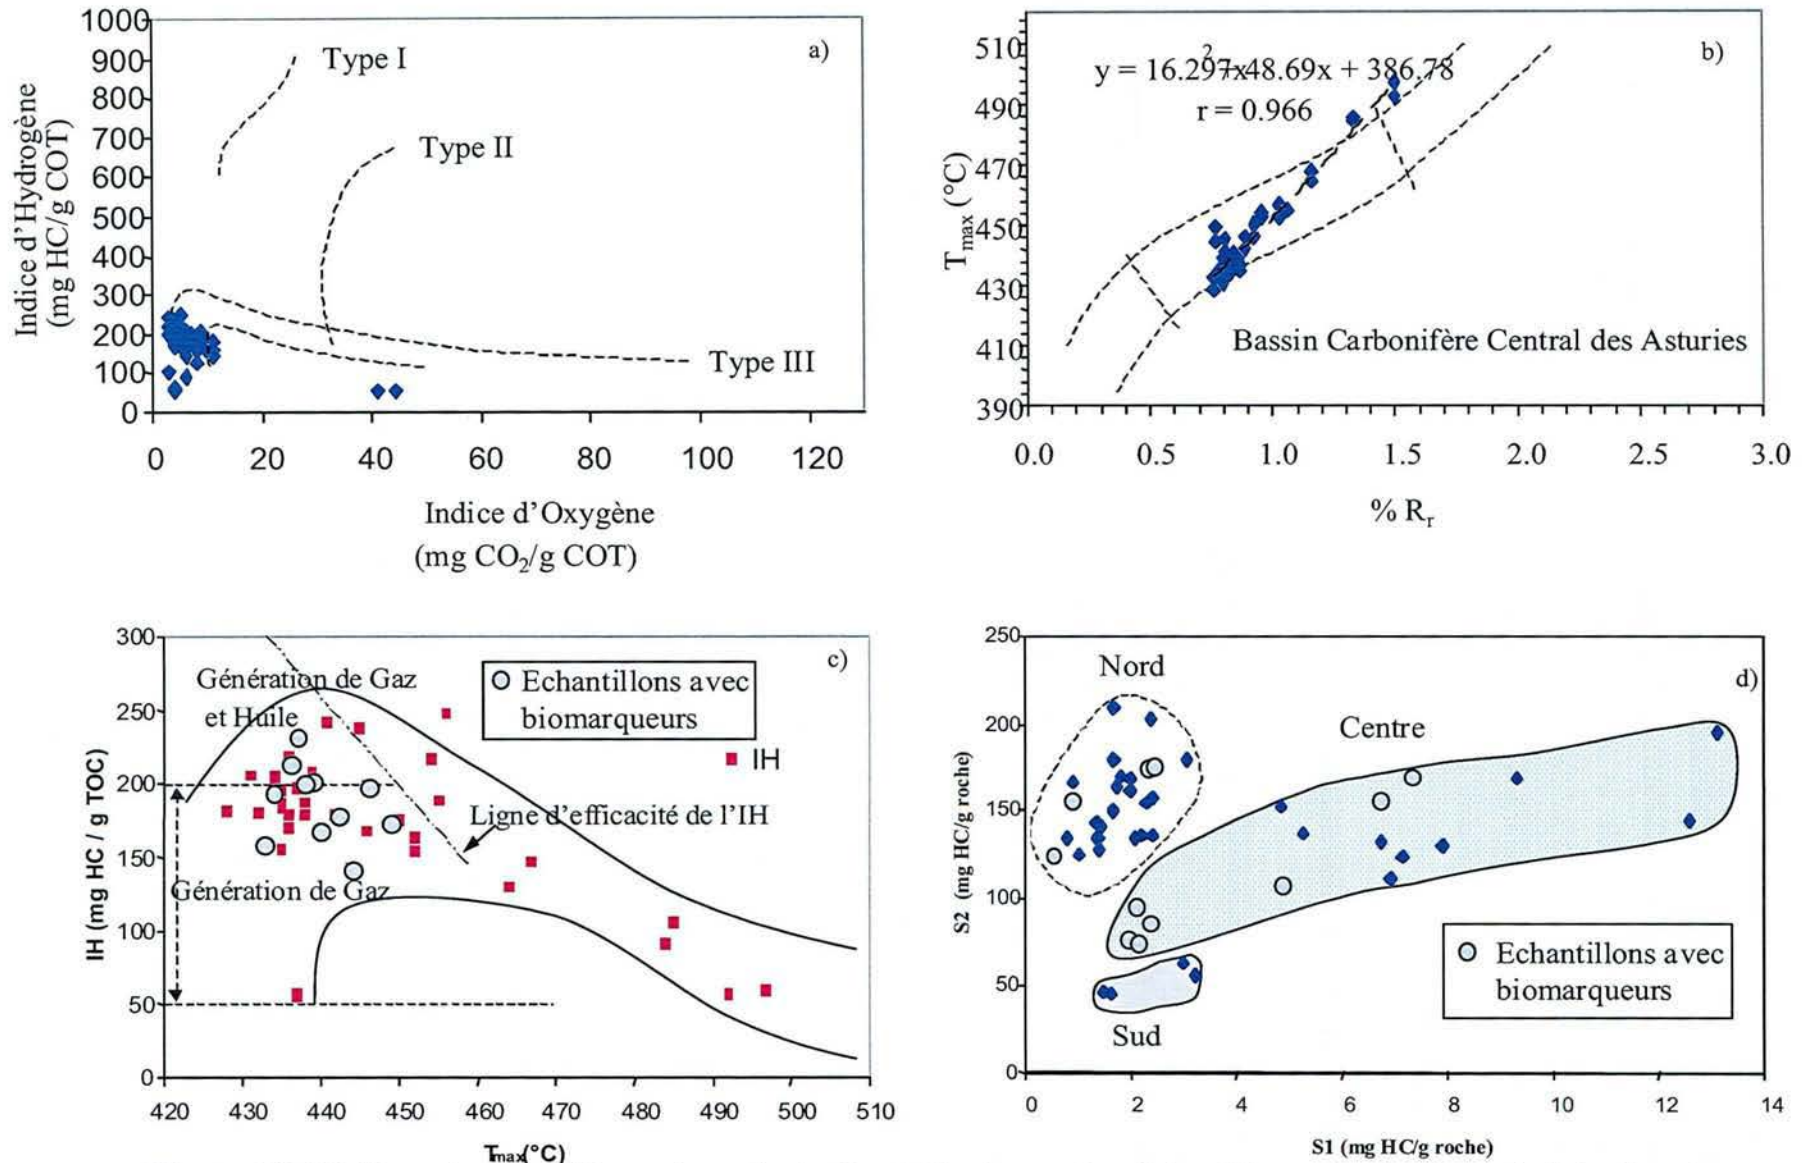 a)
1000
900
800
700
600
500
400
300
200
100
0
Indice d'Hydrogène
(mg HC/g COT)
Type I
Type II
Type III
0 20 40 60 80 100 120
Indice d'Oxygène
(mg CO₂/g COT)
b)
510
490
470
450
430
410
390
Tmax (°C)
y = 16.297x² + 48.69x + 386.78
r = 0.966
Bassin Carbonifère Central des Asturies
0.0 0.5 1.0 1.5 2.0 2.5 3.0
% Rr
c)
300
250
200
150
100
50
0
IH (mg HC / g TOC)
Génération de Gaz
et Huile
Echantillons avec
biomarqueurs
IH
Ligne d'efficacité de l'IH
Génération de Gaz
420 430 440 450 460 470 480 490 500 510
Tmax(°C)
d)
250
200
150
100
50
0
S2 (mg HC/g roche)
Nord
Centre
Sud
Echantillons avec
biomarqueurs
0 2 4 6 8 10 12 14
S1 (mg HC/g roche)